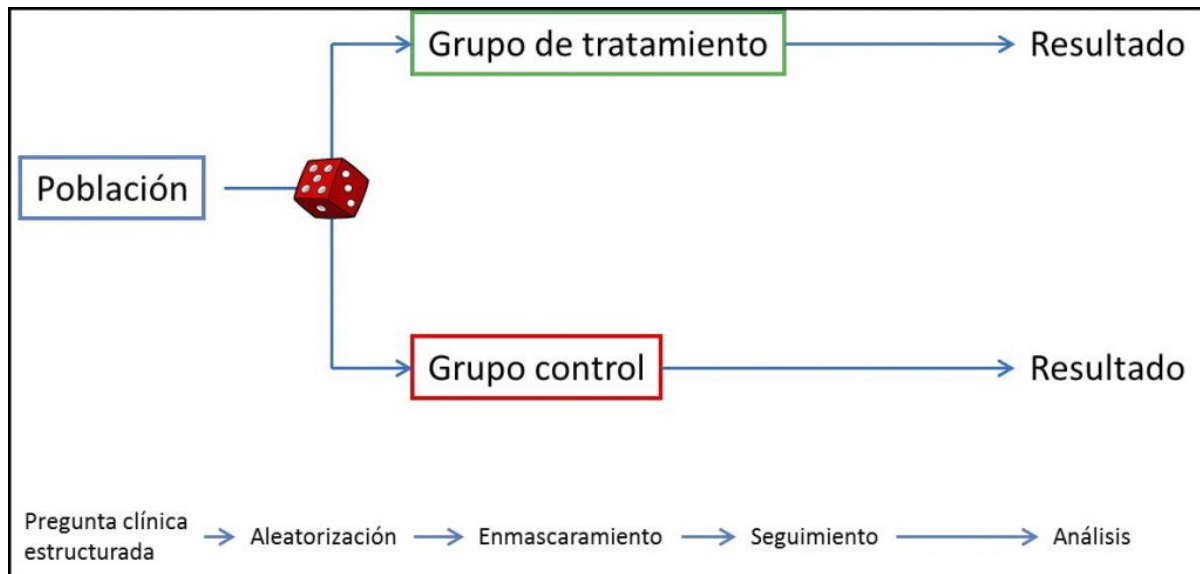 Grupo de tratamiento
Resultado
Población
Grupo control
Resultado
Pregunta clínica
estructurada
Aleatorización
Enmascaramiento
Seguimiento
Análisis